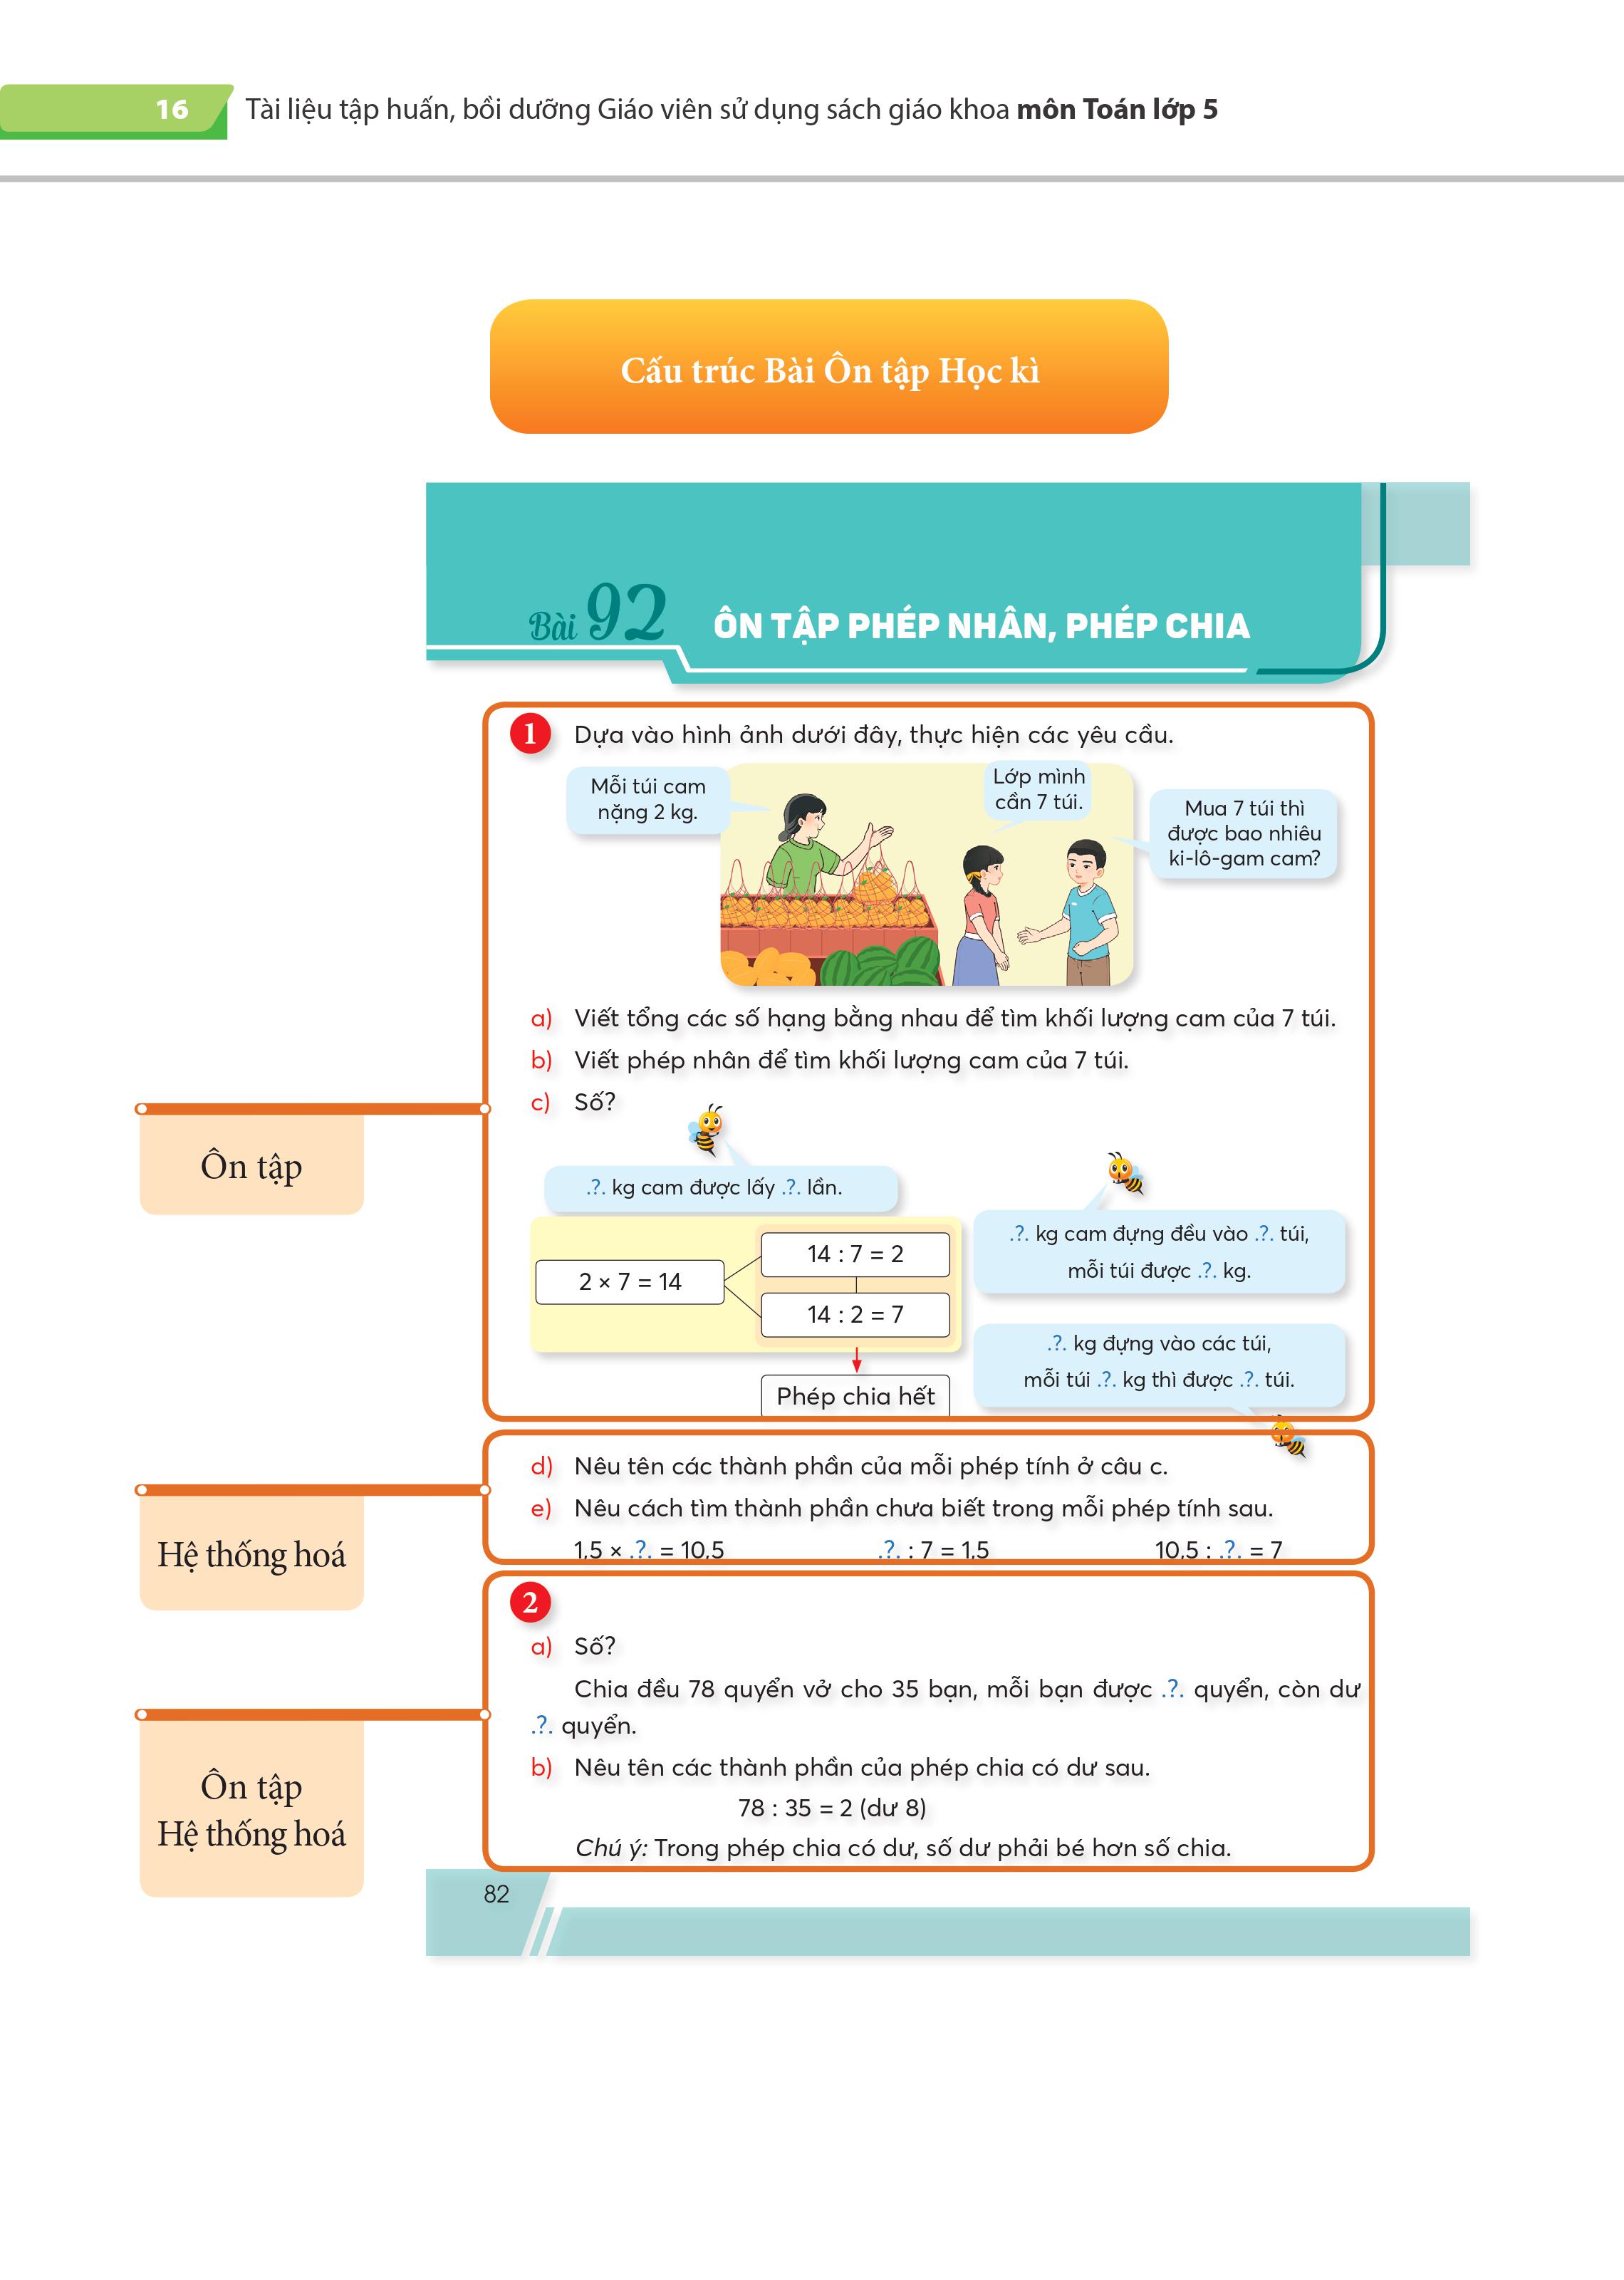 16
Tài liệu tập huấn, bồi dưỡng Giáo viên sử dụng sách giáo khoa môn Toán lớp 5
Cấu trúc Bài Ôn tập Học kì
Bài 92
ÔN TẬP PHÉP NHÂN, PHÉP CHIA
1 Dựa vào hình ảnh dưới đây, thực hiện các yêu cầu.
Mỗi túi cam
nặng 2 kg.
Lớp mình
cần 7 túi.
Mua 7 túi thì
được bao nhiêu
ki-lô-gam cam?
a) Viết tổng các số hạng bằng nhau để tìm khối lượng cam của 7 túi.
b) Viết phép nhân để tìm khối lượng cam của 7 túi.
c) Số?
Ôn tập
.?. kg cam được lấy .?. lần.
2 × 7 = 14
14 : 7 = 2
14 : 2 = 7
Phép chia hết
.?. kg cam đựng đều vào .?. túi,
mỗi túi được .?. kg.
.?. kg đựng vào các túi,
mỗi túi .?. kg thì được .?. túi.
d) Nêu tên các thành phần của mỗi phép tính ở câu c.
e) Nêu cách tìm thành phần chưa biết trong mỗi phép tính sau.
1,5 × .?. = 10,5 .?. : 7 = 1,5 10,5 : .?. = 7
Hệ thống hoá
2
a) Số?
Chia đều 78 quyển vở cho 35 bạn, mỗi bạn được .?. quyển, còn dư
.?. quyển.
b) Nêu tên các thành phần của phép chia có dư sau.
78 : 35 = 2 (dư 8)
Chú ý: Trong phép chia có dư, số dư phải bé hơn số chia.
Ôn tập
Hệ thống hoá
82